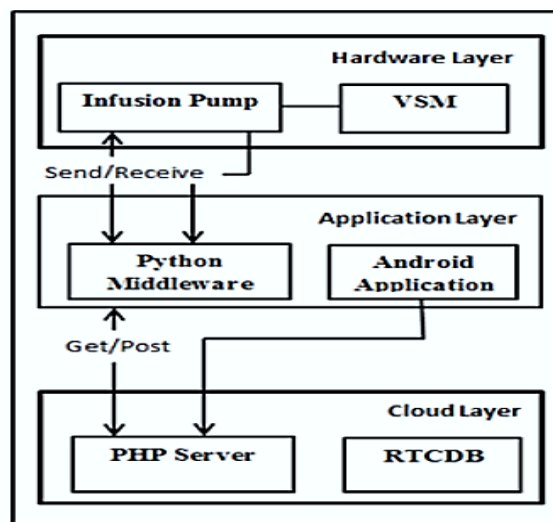 Hardware Layer
Infusion Pump
VSM
Send/Receive
Application Layer
Python
Middleware
Android
Application
Get/Post
Cloud Layer
PHP Server
RTCDB